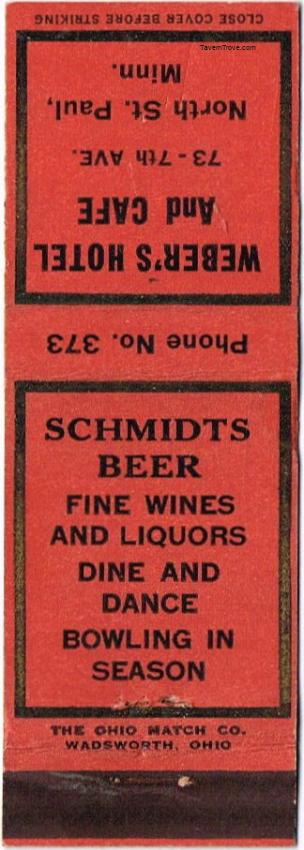 CLOSE COVER BEFORE STRIKING
TavernTrove.com
WEBER'S HOTEL
And CAFE
73 - 7th AVE.
North St. Paul,
Minn.
Phone No. 373
SCHMIDTS
BEER
FINE WINES
AND LIQUORS
DINE AND
DANCE
BOWLING IN
SEASON
THE OHIO MATCH CO.
WADSWORTH, OHIO